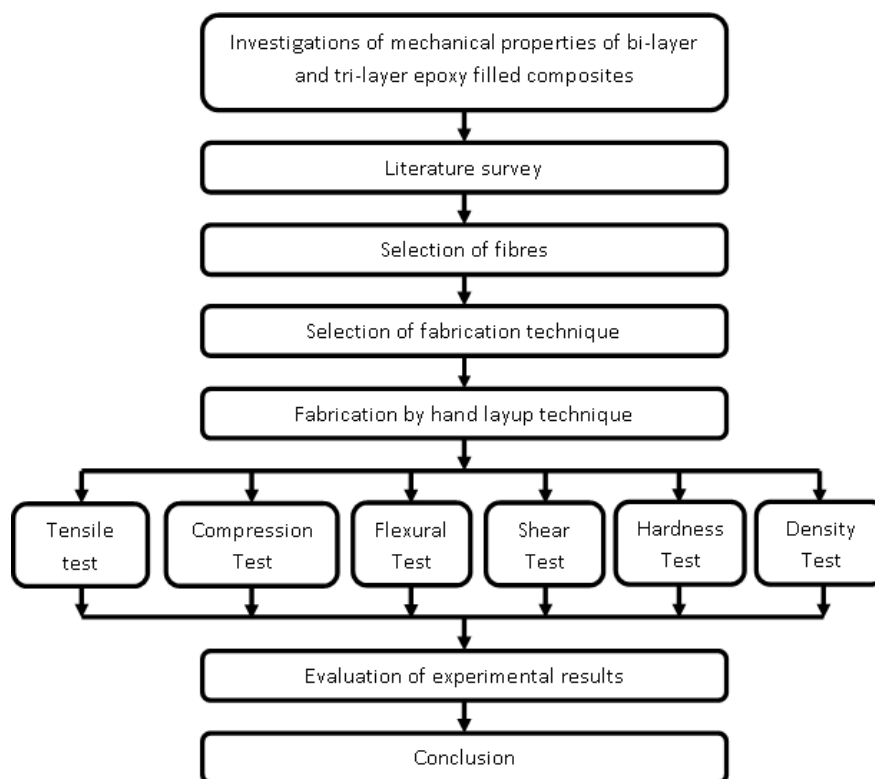 Investigations of mechanical properties of bi-layer
and tri-layer epoxy filled composites
Literature survey
Selection of fibres
Selection of fabrication technique
Fabrication by hand layup technique
Tensile
test
Compression
Test
Flexural
Test
Shear
Test
Hardness
Test
Density
Test
Evaluation of experimental results
Conclusion